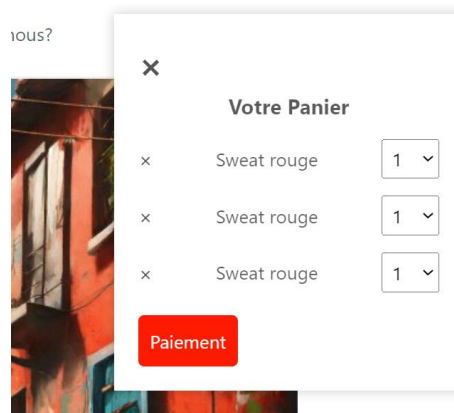 nous?
×
Votre Panier
× Sweat rouge 1
× Sweat rouge 1
× Sweat rouge 1
Paiement